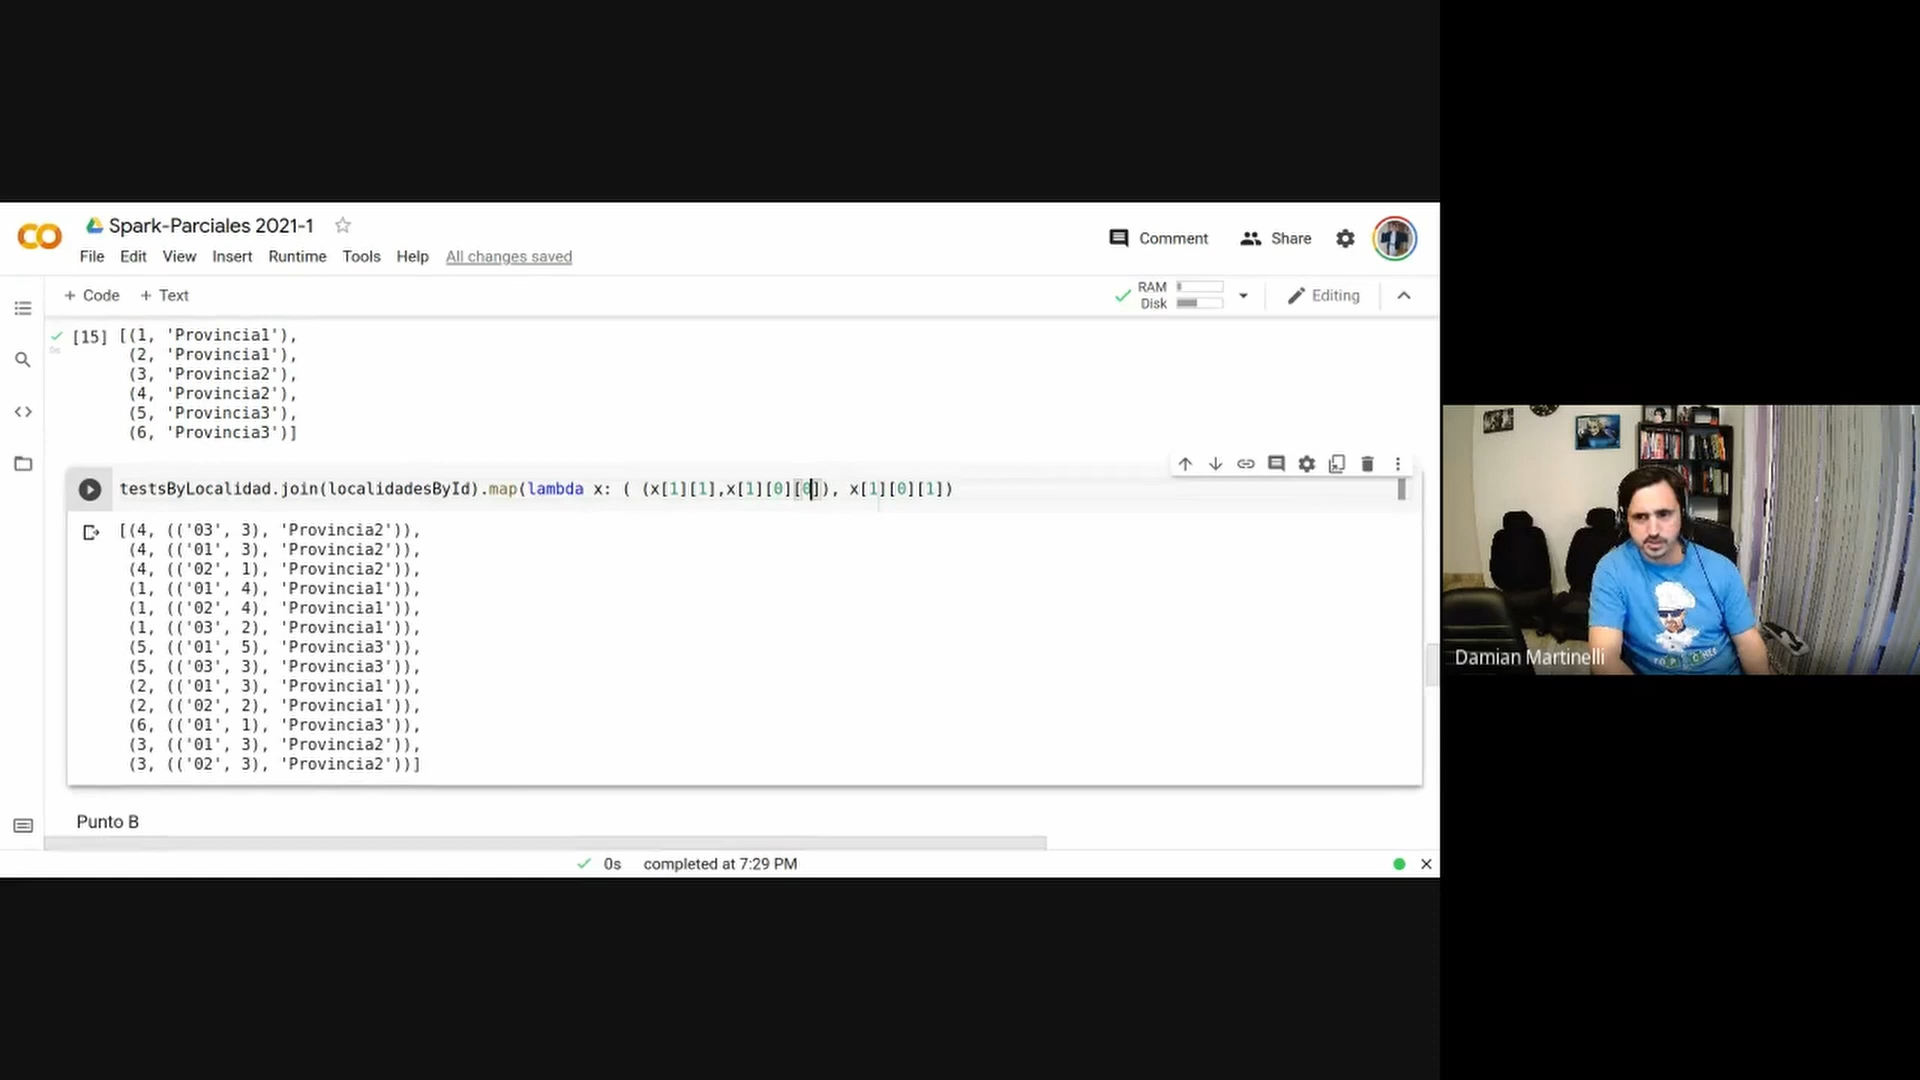 Spark-Parciales 2021-1
Comment
Share
File Edit View Insert Runtime Tools Help All changes saved
+ Code + Text
RAM
Disk
Editing
[15] [(1, 'Provincia1'),
(2, 'Provincia1'),
(3, 'Provincia2'),
(4, 'Provincia2'),
(5, 'Provincia3'),
(6, 'Provincia3')]
testsByLocalidad.join(localidadesById).map(lambda x: ( (x[1][1],x[1][0][0]), x[1][0][1])
[(4, (('03', 3), 'Provincia2')),
(4, (('01', 3), 'Provincia2')),
(4, (('02', 1), 'Provincia2')),
(1, (('01', 4), 'Provincia1')),
(1, (('02', 4), 'Provincia1')),
(1, (('03', 2), 'Provincia1')),
(5, (('01', 5), 'Provincia3')),
(5, (('03', 3), 'Provincia3')),
(2, (('01', 3), 'Provincia1')),
(2, (('02', 2), 'Provincia1')),
(6, (('01', 1), 'Provincia3')),
(3, (('01', 3), 'Provincia2')),
(3, (('02', 3), 'Provincia2'))]
Punto B
0s completed at 7:29 PM
Damian Martinelli